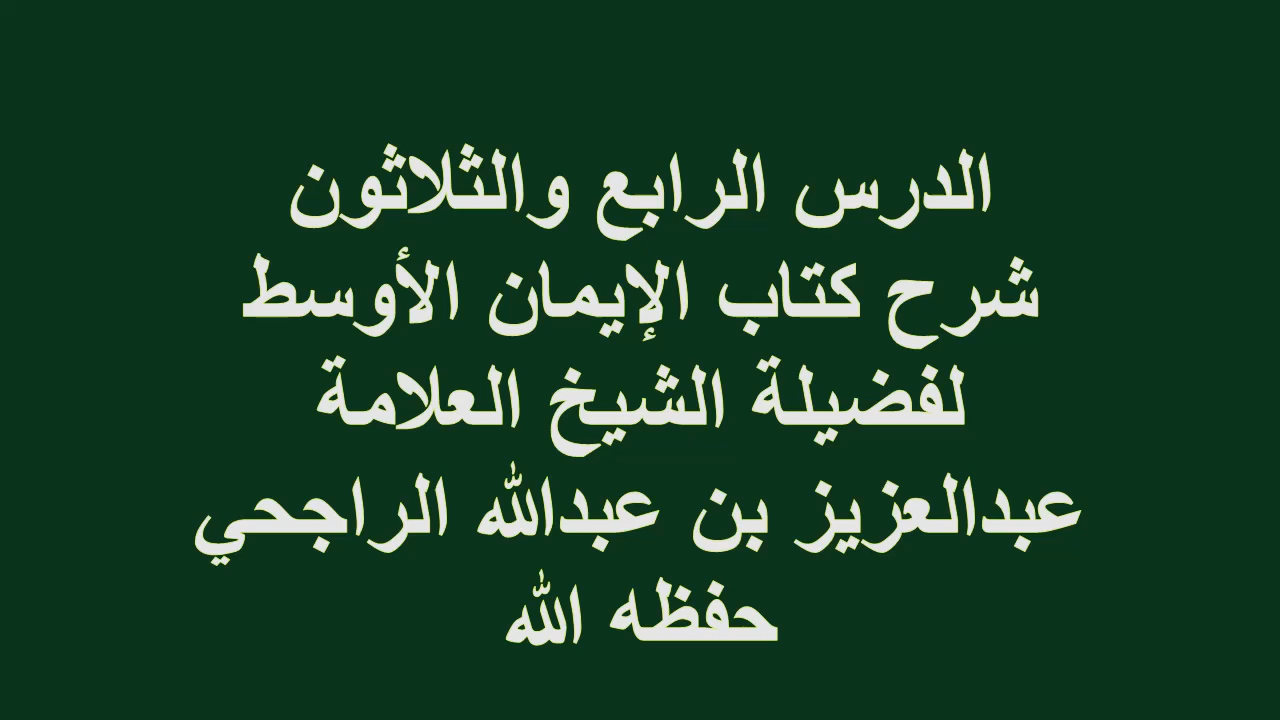 الدرس الرابع والثلاثون
شرح كتاب الإيمان الأوسط
لفضيلة الشيخ العلامة
عبدالعزيز بن عبدالله الراجحي
حفظه الله